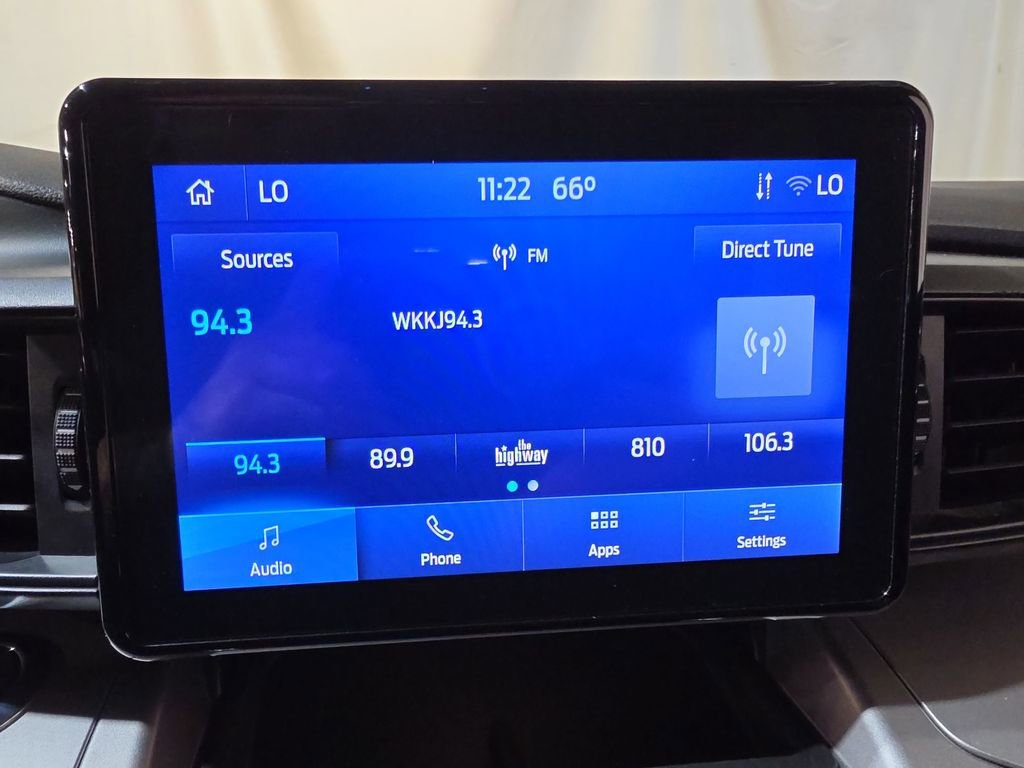 LO 11:22 66º LO
Sources FM Direct Tune
94.3 WKKJ94.3
94.3 89.9 the highway 810 106.3
Audio Phone Apps Settings